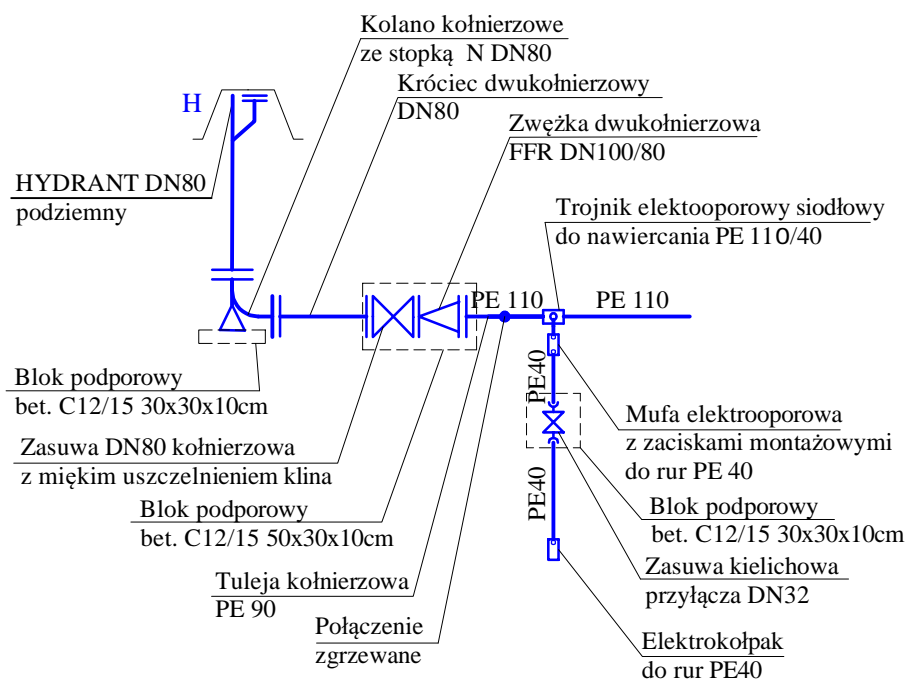 Kolano kołnierzowe
ze stopką N DN80
Króciec dwukołnierzowy
DN80
H
Zwężka dwukołnierzowa
FFR DN100/80
HYDRANT DN80
podziemny
Trojnik elektooporowy siodłowy
do nawiercania PE 110/40
PE 110
PE 110
PE40
Blok podporowy
bet. C12/15 30x30x10cm
Mufa elektrooporowa
z zaciskami montażowymi
do rur PE 40
Zasuwa DN80 kołnierzowa
z miękim uszczelnieniem klina
PE40
Blok podporowy
bet. C12/15 50x30x10cm
Blok podporowy
bet. C12/15 30x30x10cm
Tuleja kołnierzowa
PE 90
Zasuwa kielichowa
przyłącza DN32
Połączenie
zgrzewane
Elektrokołpak
do rur PE40